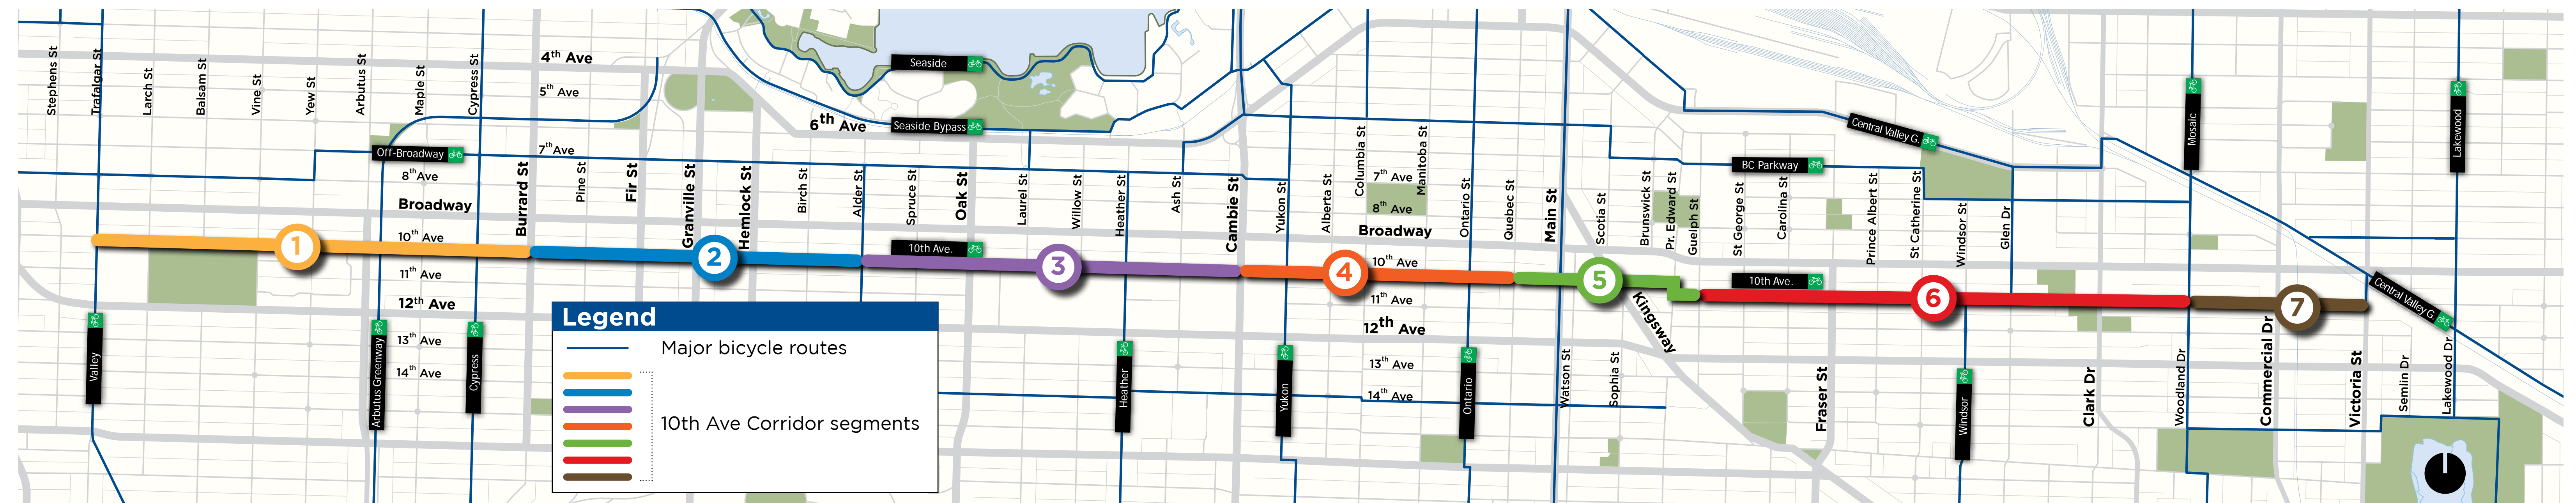 Stephens St
Trafalgar St
Larch St
Balsam St
Vine St
Yew St
Arbutus St
Maple St
Cypress St
4th Ave
5th Ave
6th Ave
Seaside
Seaside Bypass
Off-Broadway
7th Ave
8th Ave
Broadway
Burrard St
Pine St
Fir St
Granville St
Hemlock St
Birch St
Alder St
Spruce St
Oak St
Laurel St
Willow St
Heather St
Ash St
Cambie St
Yukon St
Alberta St
Columbia St
Manitoba St
7th Ave
8th Ave
Broadway
Ontario St
Quebec St
Main St
Scotia St
Brunswick St
Pr. Edward St
Guelph St
St George St
Carolina St
Prince Albert St
St Catherine St
Windsor St
Glen Dr
Central Valley G.
BC Parkway
Mosaic
Lakewood
1
2
3
4
5
6
7
10th Ave
10th Ave.
10th Ave
10th Ave.
11th Ave
12th Ave
13th Ave
14th Ave
11th Ave
12th Ave
13th Ave
14th Ave
Valley
Arbutus Greenway
Cypress
Heather
Yukon
Ontario
Windsor
Kingsway
Watson St
Sophia St
Fraser St
Clark Dr
Woodland Dr
Commercial Dr
Victoria St
Semlin Dr
Lakewood Dr
Central Valley G.
Legend
Major bicycle routes
10th Ave Corridor segments